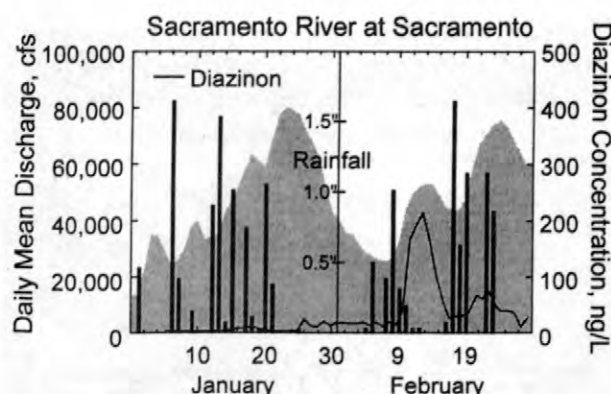 Sacramento River at Sacramento
Daily Mean Discharge, cfs
100,000
80,000
60,000
40,000
20,000
0
Diazinon
Rainfall
1.5"
1.0"
0.5"
500
400
300
200
100
0
Diazinon Concentration, ng/L
10 20 30 9 19
January February